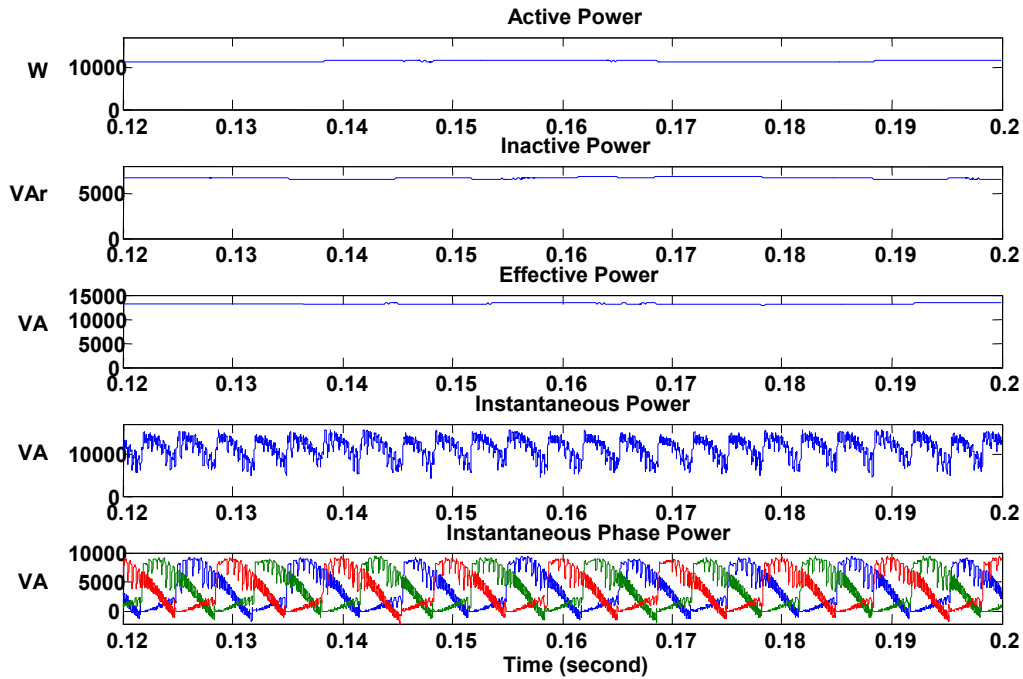 Active Power
W
10000
0
0.12 0.13 0.14 0.15 0.16 0.17 0.18 0.19 0.2
Inactive Power
VAr
5000
0
0.12 0.13 0.14 0.15 0.16 0.17 0.18 0.19 0.2
Effective Power
15000
VA
10000
5000
0
0.12 0.13 0.14 0.15 0.16 0.17 0.18 0.19 0.2
Instantaneous Power
VA
10000
0
0.12 0.13 0.14 0.15 0.16 0.17 0.18 0.19 0.2
Instantaneous Phase Power
10000
VA
5000
0
0.12 0.13 0.14 0.15 0.16 0.17 0.18 0.19 0.2
Time (second)